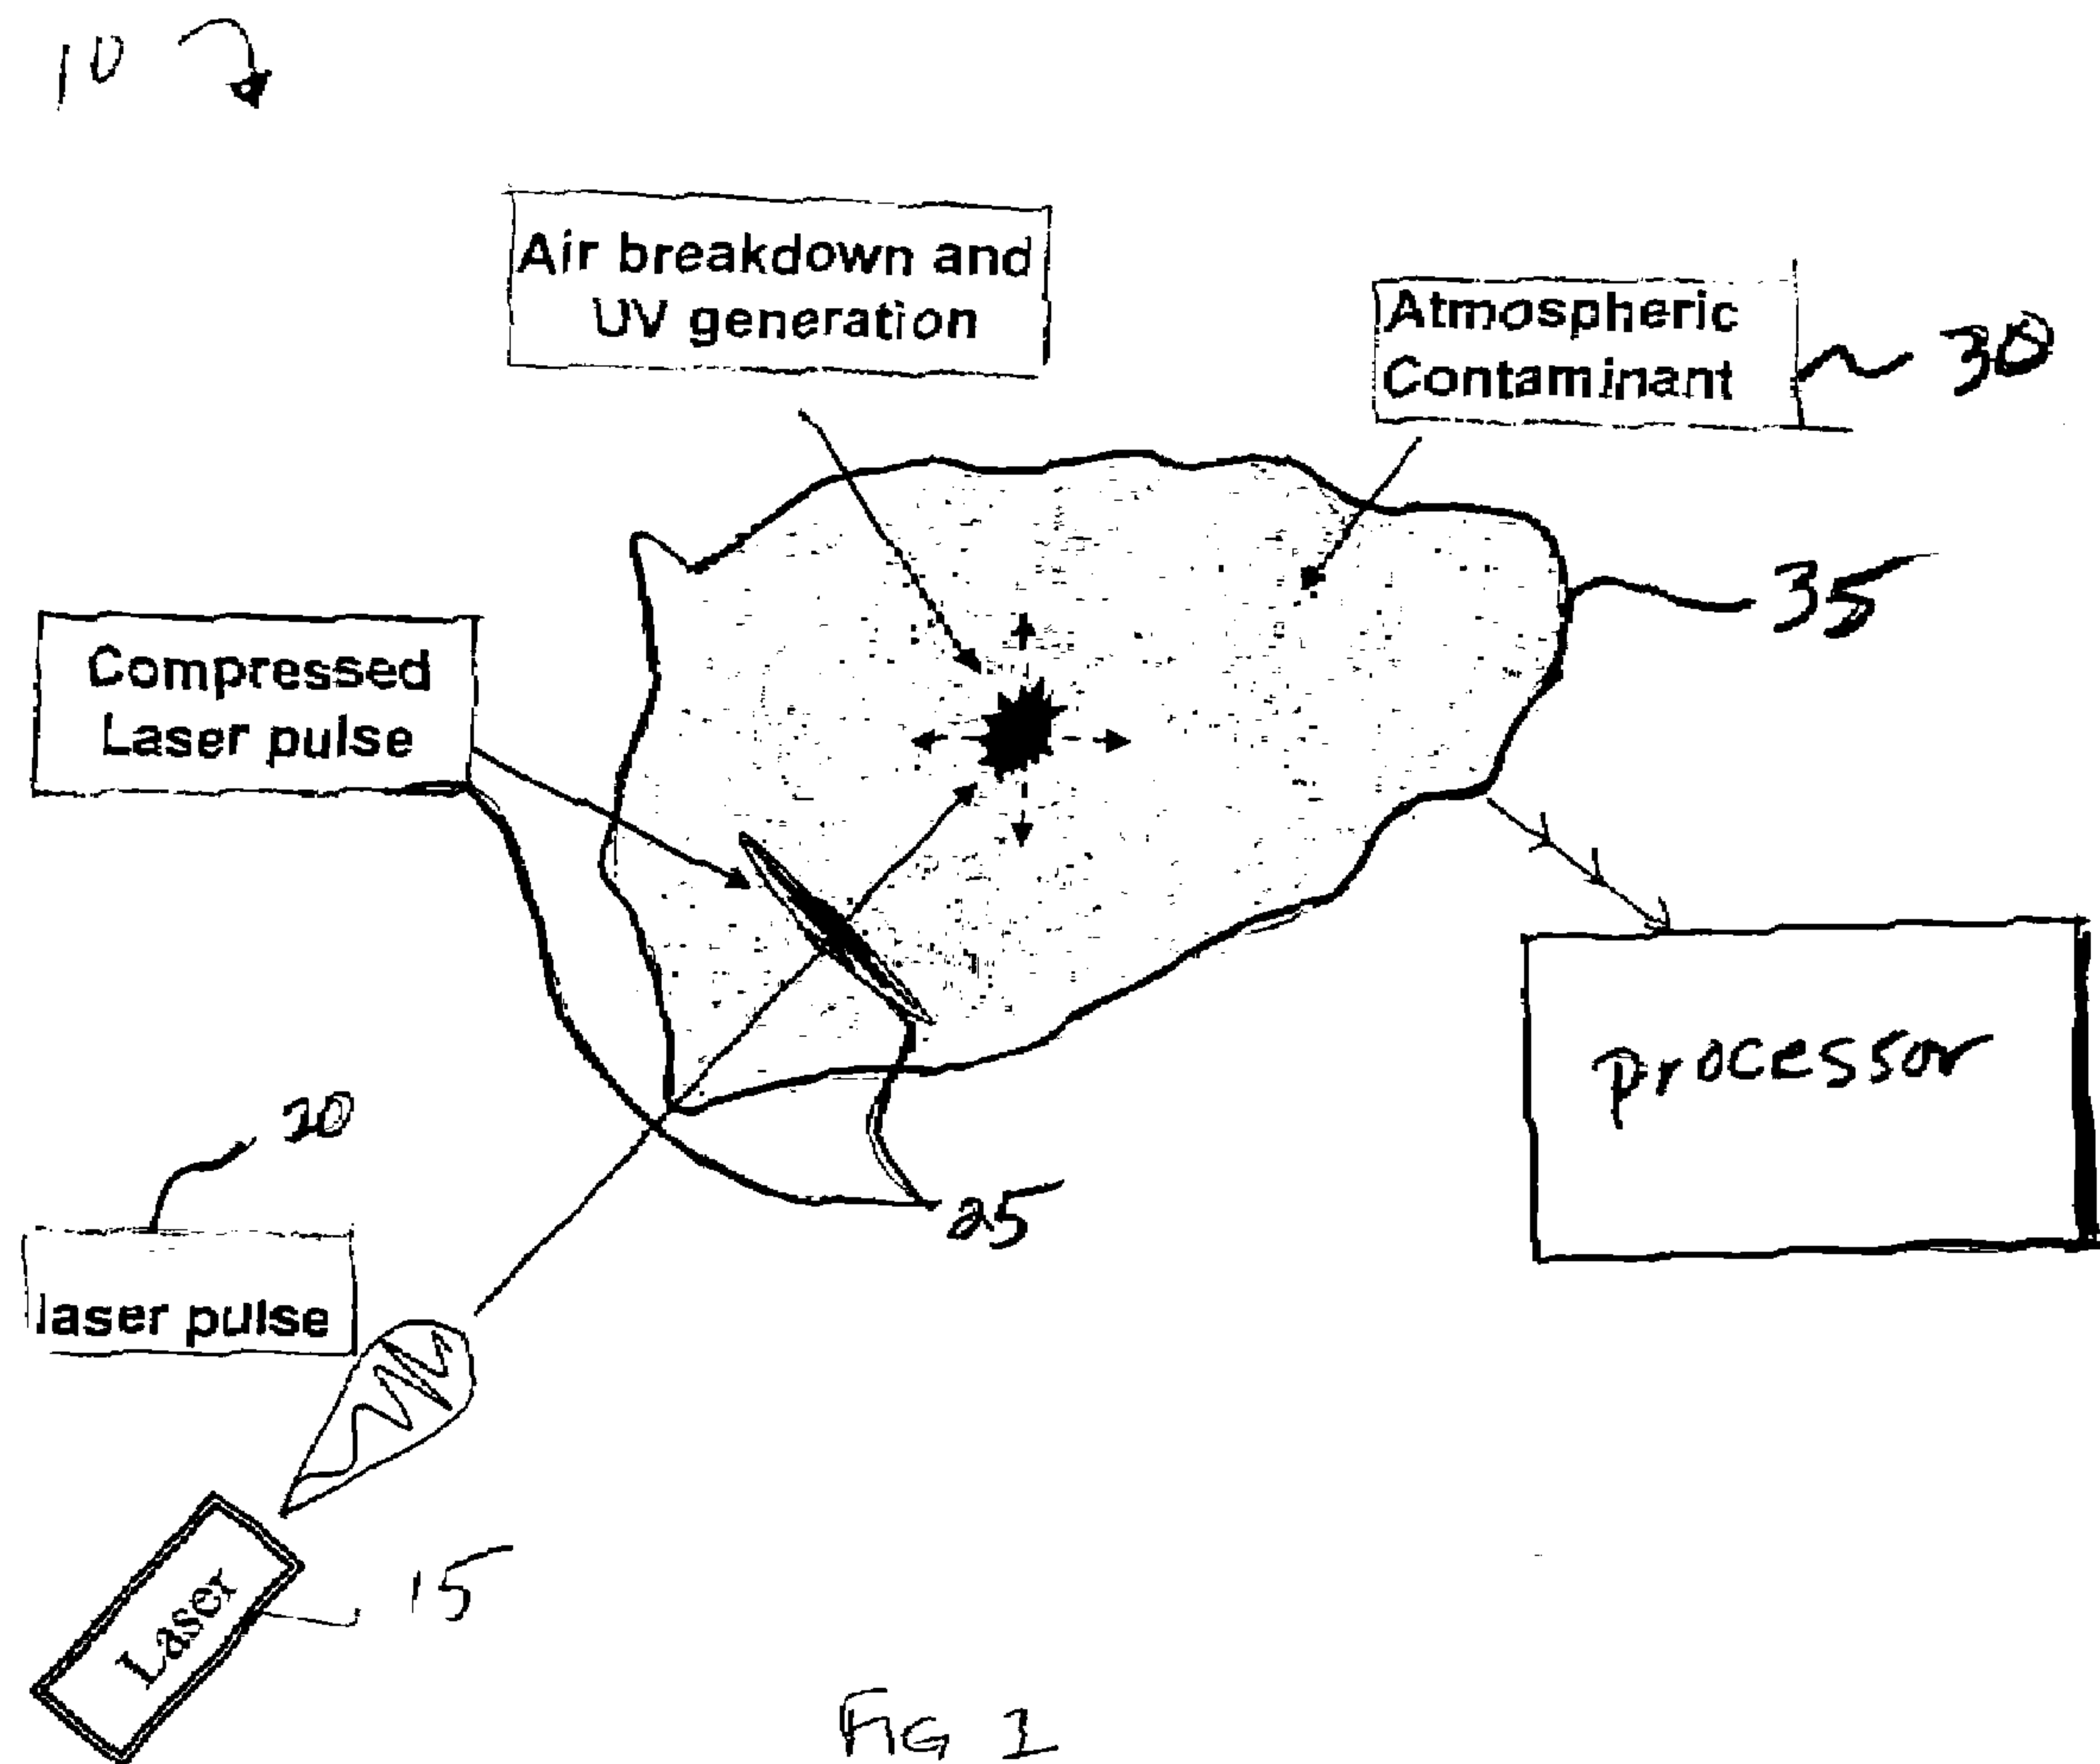 10
Air breakdown and
UV generation
Atmospheric
Contaminant
30
35
Compressed
Laser pulse
Processor
20
25
laser pulse
15
Laser
FIG 1